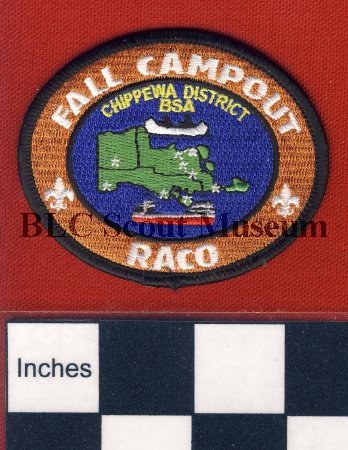 FALL CAMPOUT
CHIPPEWA DISTRICT
BSA
BLC Scout Museum
RACO
Inches